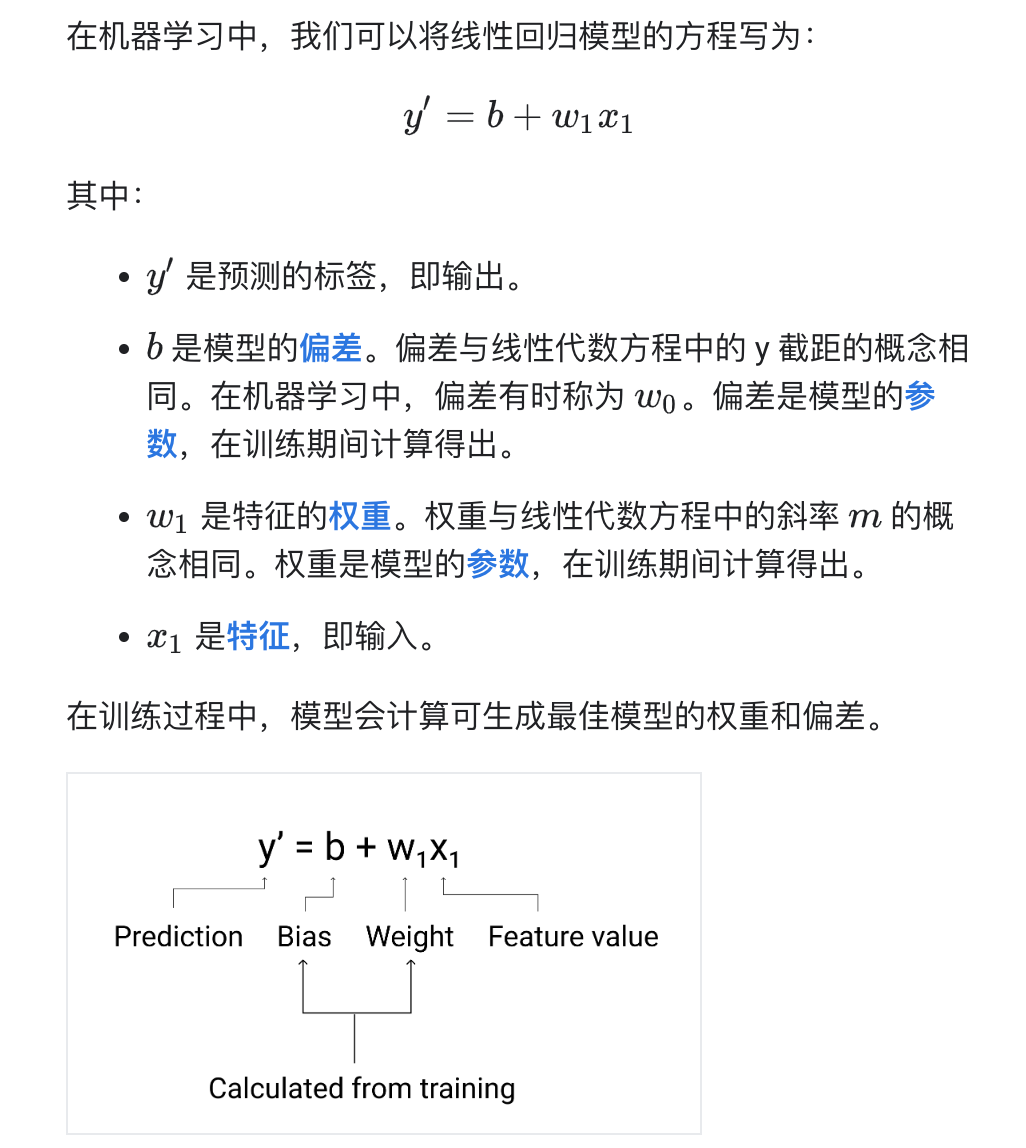 在机器学习中，我们可以将线性回归模型的方程写为：
y′ = b + w₁x₁
其中：
• y′ 是预测的标签，即输出。
• b 是模型的偏差。偏差与线性代数方程中的 y 截距的概念相
同。在机器学习中，偏差有时称为 w₀。偏差是模型的参
数，在训练期间计算得出。
• w₁ 是特征的权重。权重与线性代数方程中的斜率 m 的概
念相同。权重是模型的参数，在训练期间计算得出。
• x₁ 是特征，即输入。
在训练过程中，模型会计算可生成最佳模型的权重和偏差。
y’ = b + w₁x₁
Prediction Bias Weight Feature value
Calculated from training